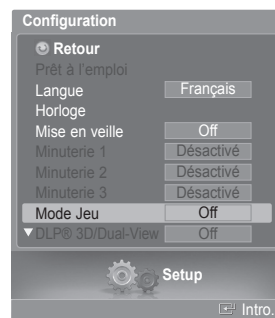 Configuration
Retour
Prêt à l'emploi
Langue Français
Horloge
Mise en veille Off
Minuterie 1 Désactivé
Minuterie 2 Désactivé
Minuterie 3 Désactivé
Mode Jeu Off
▼DLP® 3D/Dual-View Off
Setup
Intro.